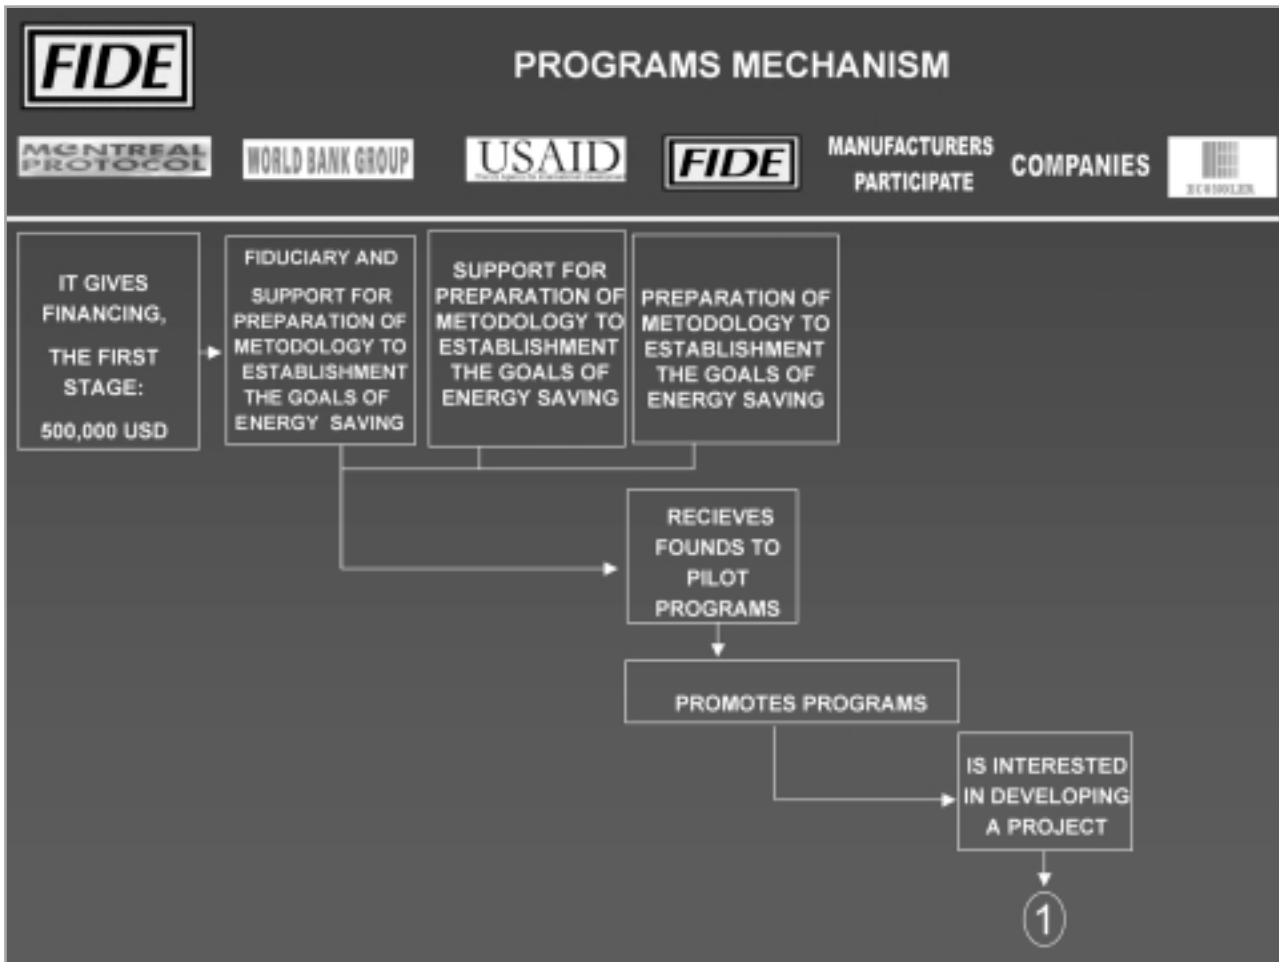 FIDE
PROGRAMS MECHANISM
MONTREAL
PROTOCOL
WORLD BANK GROUP
USAID
FIDE
MANUFACTURERS
PARTICIPATE
COMPANIES
ECONOLER
IT GIVES
FINANCING,
THE FIRST
STAGE:
500,000 USD
FIDUCIARY AND
SUPPORT FOR
PREPARATION OF
METODOLOGY TO
ESTABLISHMENT
THE GOALS OF
ENERGY SAVING
SUPPORT FOR
PREPARATION OF
METODOLOGY TO
ESTABLISHMENT
THE GOALS OF
ENERGY SAVING
PREPARATION OF
METODOLOGY TO
ESTABLISHMENT
THE GOALS OF
ENERGY SAVING
RECIEVES
FOUNDS TO
PILOT
PROGRAMS
PROMOTES PROGRAMS
IS INTERESTED
IN DEVELOPING
A PROJECT
1